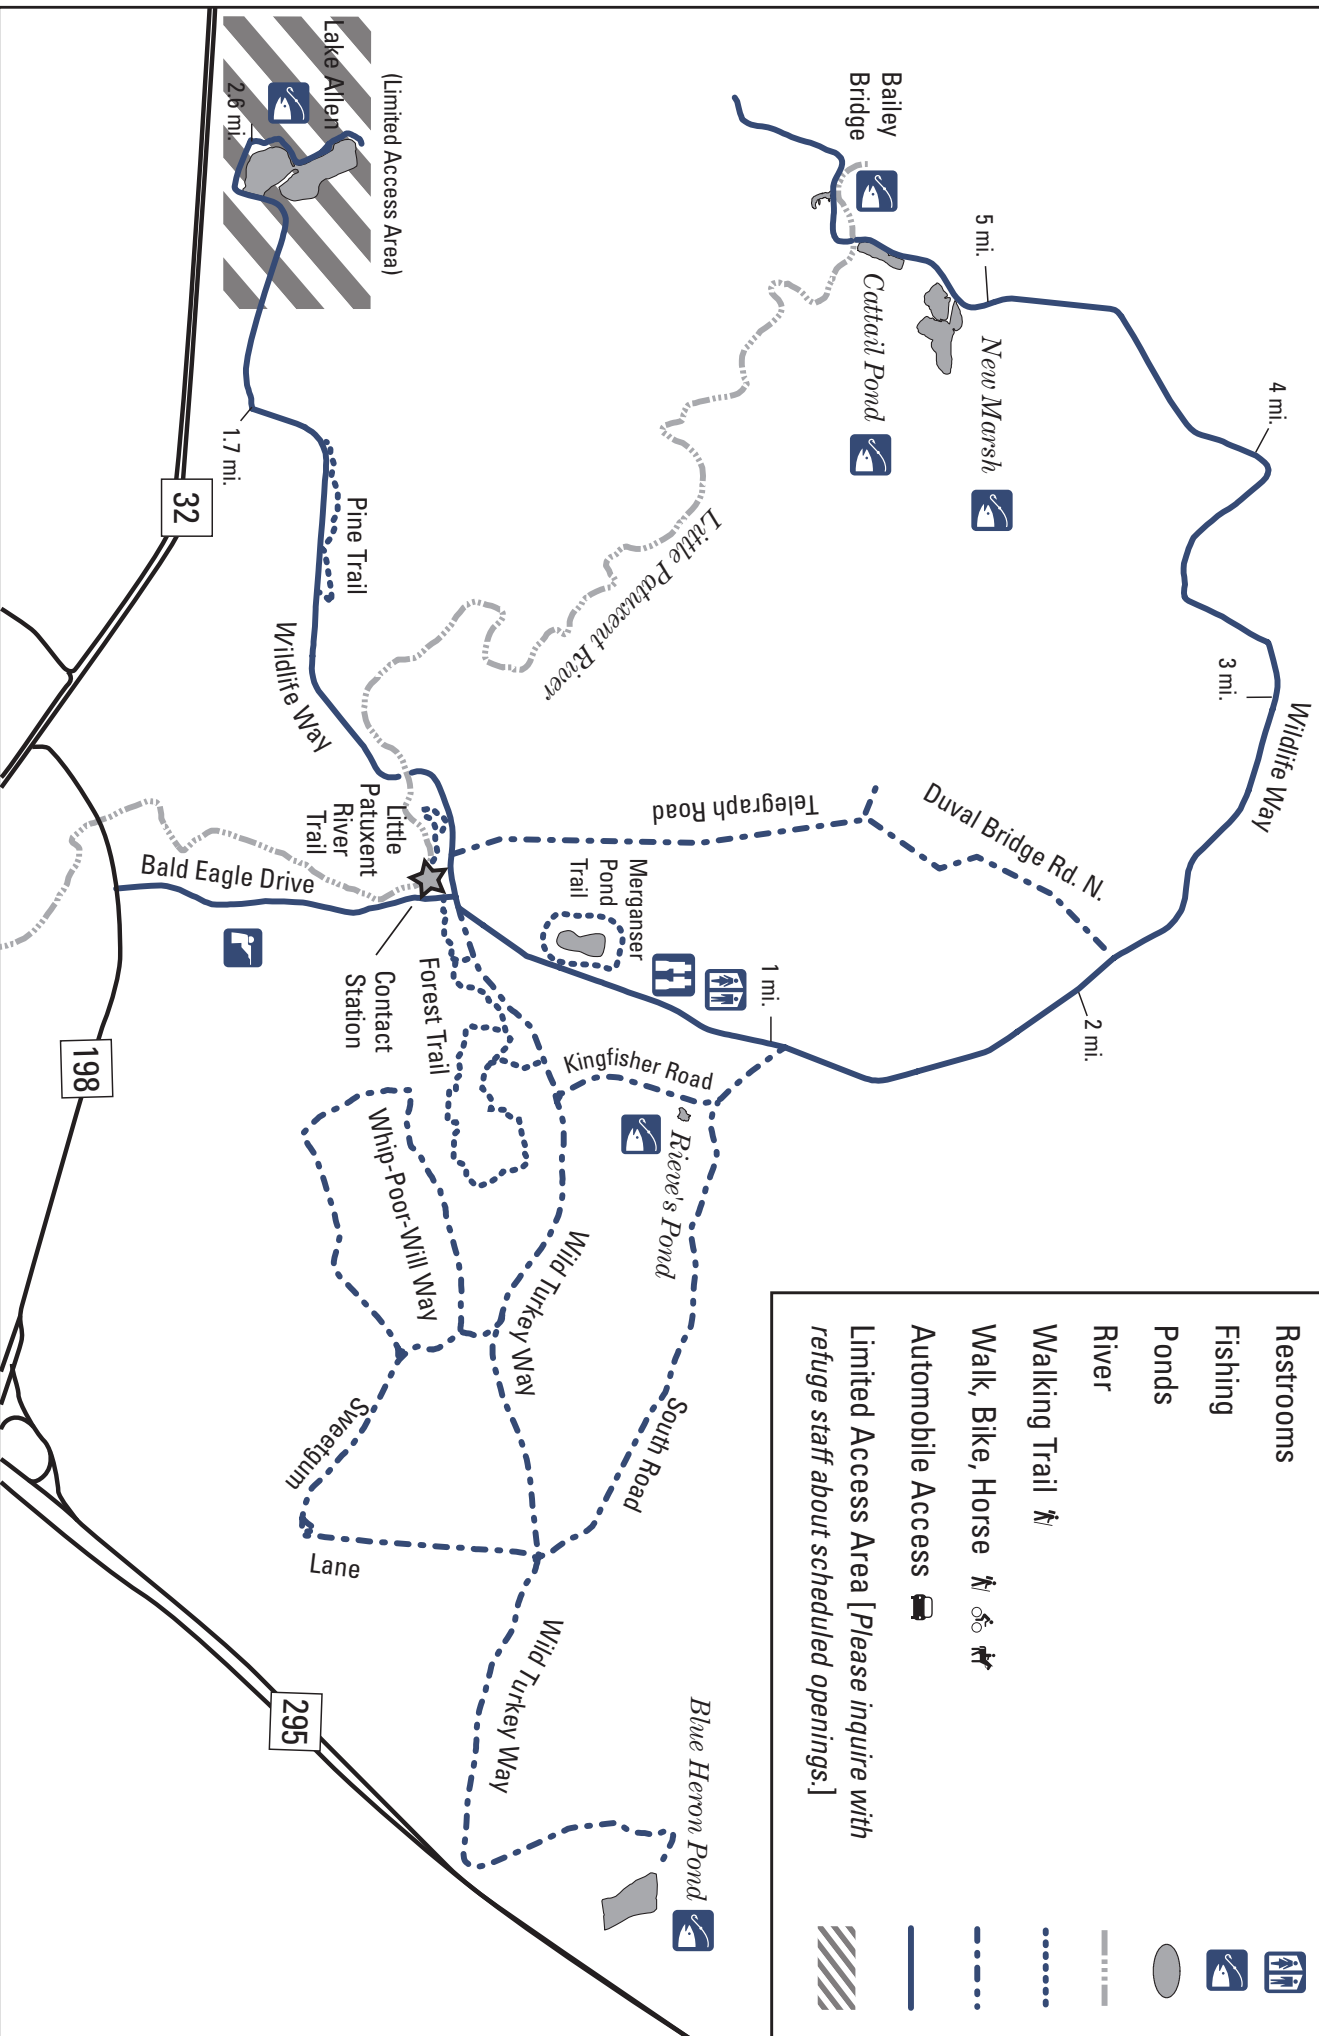 Restrooms
Fishing
Ponds
River
Walking Trail
Walk, Bike, Horse
Automobile Access
Limited Access Area [Please inquire with
refuge staff about scheduled openings.]
4 mi.
3 mi.
Wildlife Way
5 mi.
New Marsh
Bailey
Bridge
Cattail Pond
Duval Bridge Rd. N.
2 mi.
Telegraph Road
1 mi.
Little Patuxent River
Merganser
Pond
Trail
Kingfisher Road
Rieve's Pond
South Road
Blue Heron Pond
Wild Turkey Way
Wild Turkey Way
(Limited Access Area)
Lake Allen
2.6 mi.
1.7 mi.
Pine Trail
Wildlife Way
Little
Patuxent
River
Trail
Forest Trail
Contact
Station
Whip-Poor-Will Way
Sweetgum
Lane
Bald Eagle Drive
32
198
295